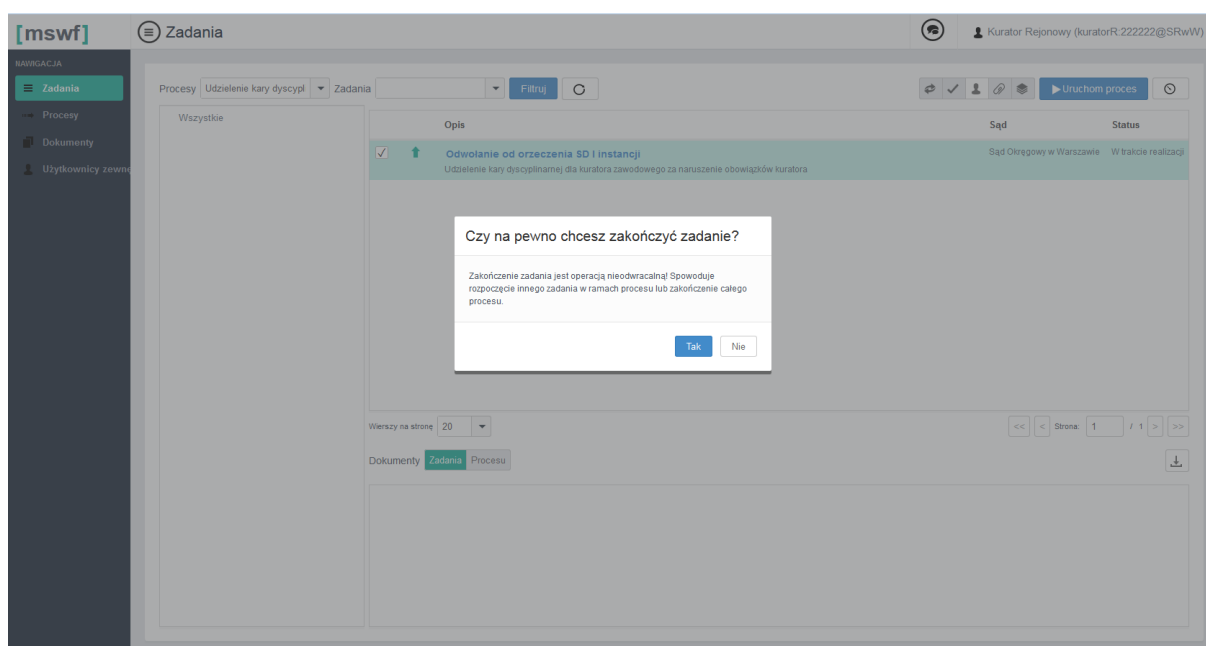 [mswf]
Zadania
Kurator Rejonowy (kuratorR:222222@SRwW)
NAWIGACJA
Zadania
Procesy
Dokumenty
Użytkownicy zewnę
Procesy Udzielenie kary dyscypl Zadania Filtruj
Uruchom proces
Wszystkie
Opis Sąd Status
Odwołanie od orzeczenia SD I instancji Sąd Okręgowy w Warszawie W trakcie realizacji
Udzielenie kary dyscyplinarnej dla kuratora zawodowego za naruszenie obowiązków kuratora
Czy na pewno chcesz zakończyć zadanie?
Zakończenie zadania jest operacją nieodwracalną! Spowoduje
rozpoczęcie innego zadania w ramach procesu lub zakończenie całego
procesu.
Tak Nie
Wierszy na stronę 20 << < Strona: 1 / 1 > >>
Dokumenty Zadania Procesu